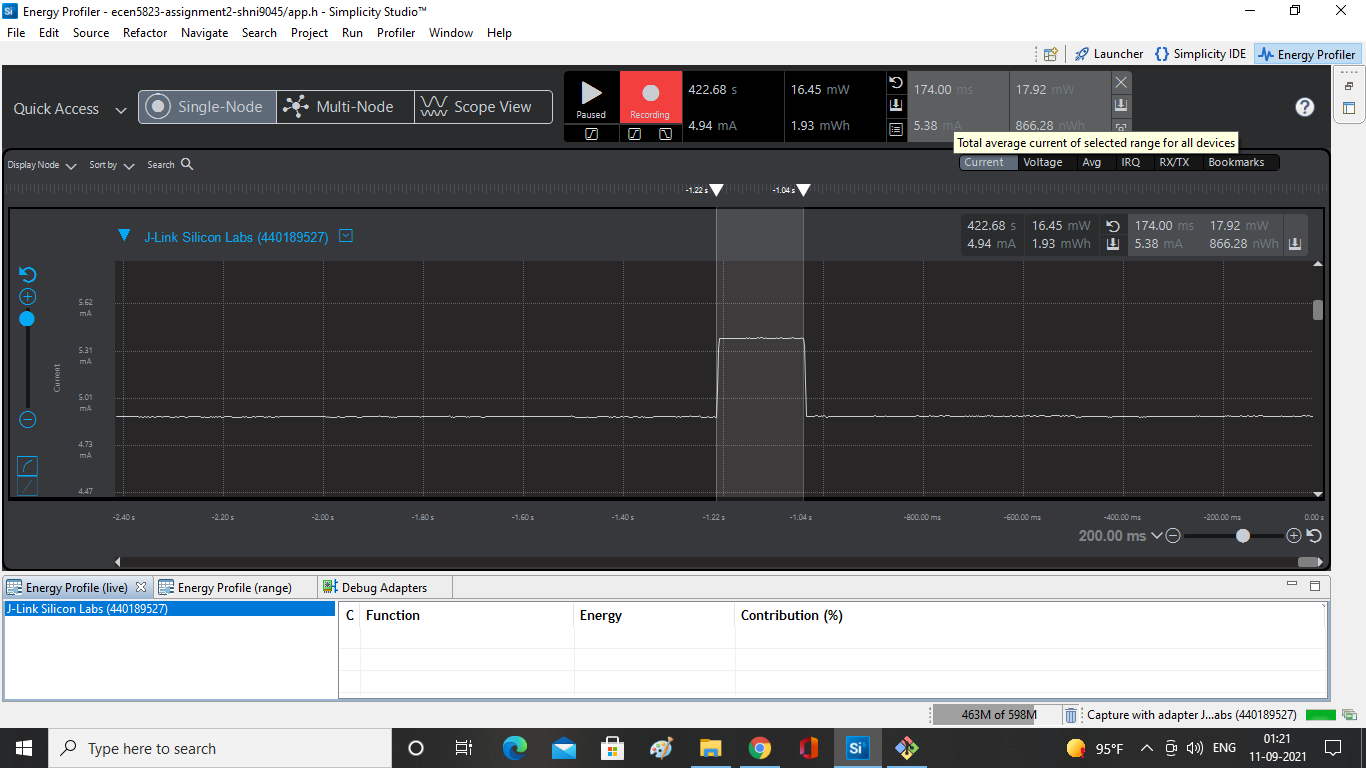 Energy Profiler - ecen5823-assignment2-shni9045/app.h - Simplicity Studio™
File Edit Source Refactor Navigate Search Project Run Profiler Window Help
Launcher Simplicity IDE Energy Profiler
Quick Access Single-Node Multi-Node Scope View
Paused Recording
422.68 s 16.45 mW 174.00 ms 17.92 mW
4.94 mA 1.93 mWh 5.38 mA 866.28 nWh
Total average current of selected range for all devices
Display Node Sort by Search
Current Voltage Avg IRQ RX/TX Bookmarks
-1.22 s -1.04 s
J-Link Silicon Labs (440189527)
422.68 s 16.45 mW 174.00 ms 17.92 mW
4.94 mA 1.93 mWh 5.38 mA 866.28 nWh
Current
5.62
mA
5.31
mA
5.01
mA
4.73
mA
4.47
-2.40 s -2.20 s -2.00 s -1.80 s -1.60 s -1.40 s -1.22 s -1.04 s -800.00 ms -600.00 ms -400.00 ms -200.00 ms 0.00 s
200.00 ms
Energy Profile (live) Energy Profile (range) Debug Adapters
J-Link Silicon Labs (440189527)
C Function Energy Contribution (%)
463M of 598M Capture with adapter J...abs (440189527)
Si
Type here to search
95°F ENG
01:21
11-09-2021